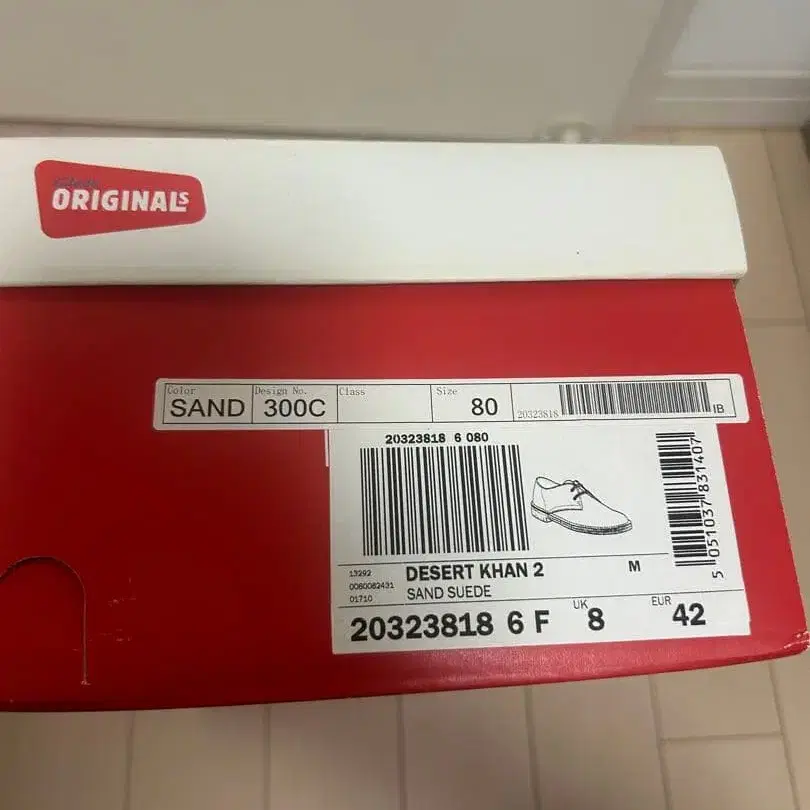 Clarks
ORIGINALS
Color Design No. Class Size
SAND 300C 80 20323818 IB
20323818 6 080
5 051037 831407
13292 DESERT KHAN 2 M
0060082431 SAND SUEDE
01710
20323818 6 F UK 8 EUR 42